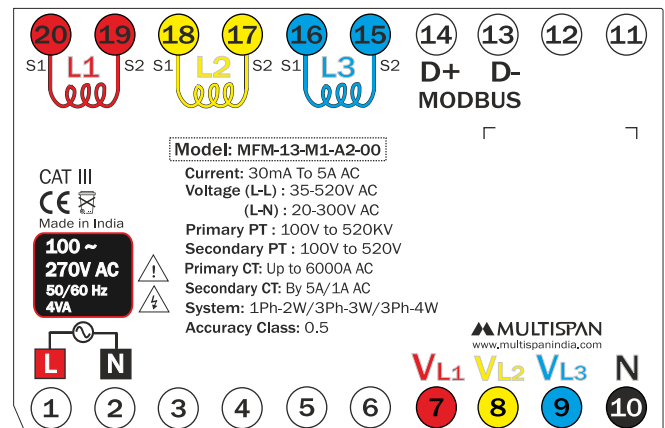 20 19 18 17 16 15 14 13 12 11
S1 L1 S2 S1 L2 S2 S1 L3 S2 D+ D-
MODBUS
Model: MFM-13-M1-A2-00
CAT III
CE
Made in India
100 ~
270V AC
50/60 Hz
4VA
Current: 30mA To 5A AC
Voltage (L-L) : 35-520V AC
(L-N) : 20-300V AC
Primary PT : 100V to 520KV
Secondary PT : 100V to 520V
Primary CT: Up to 6000A AC
Secondary CT: By 5A/1A AC
System: 1Ph-2W/3Ph-3W/3Ph-4W
Accuracy Class: 0.5
MULTISPAN
www.multispanindia.com
L N VL1 VL2 VL3 N
1 2 3 4 5 6 7 8 9 10